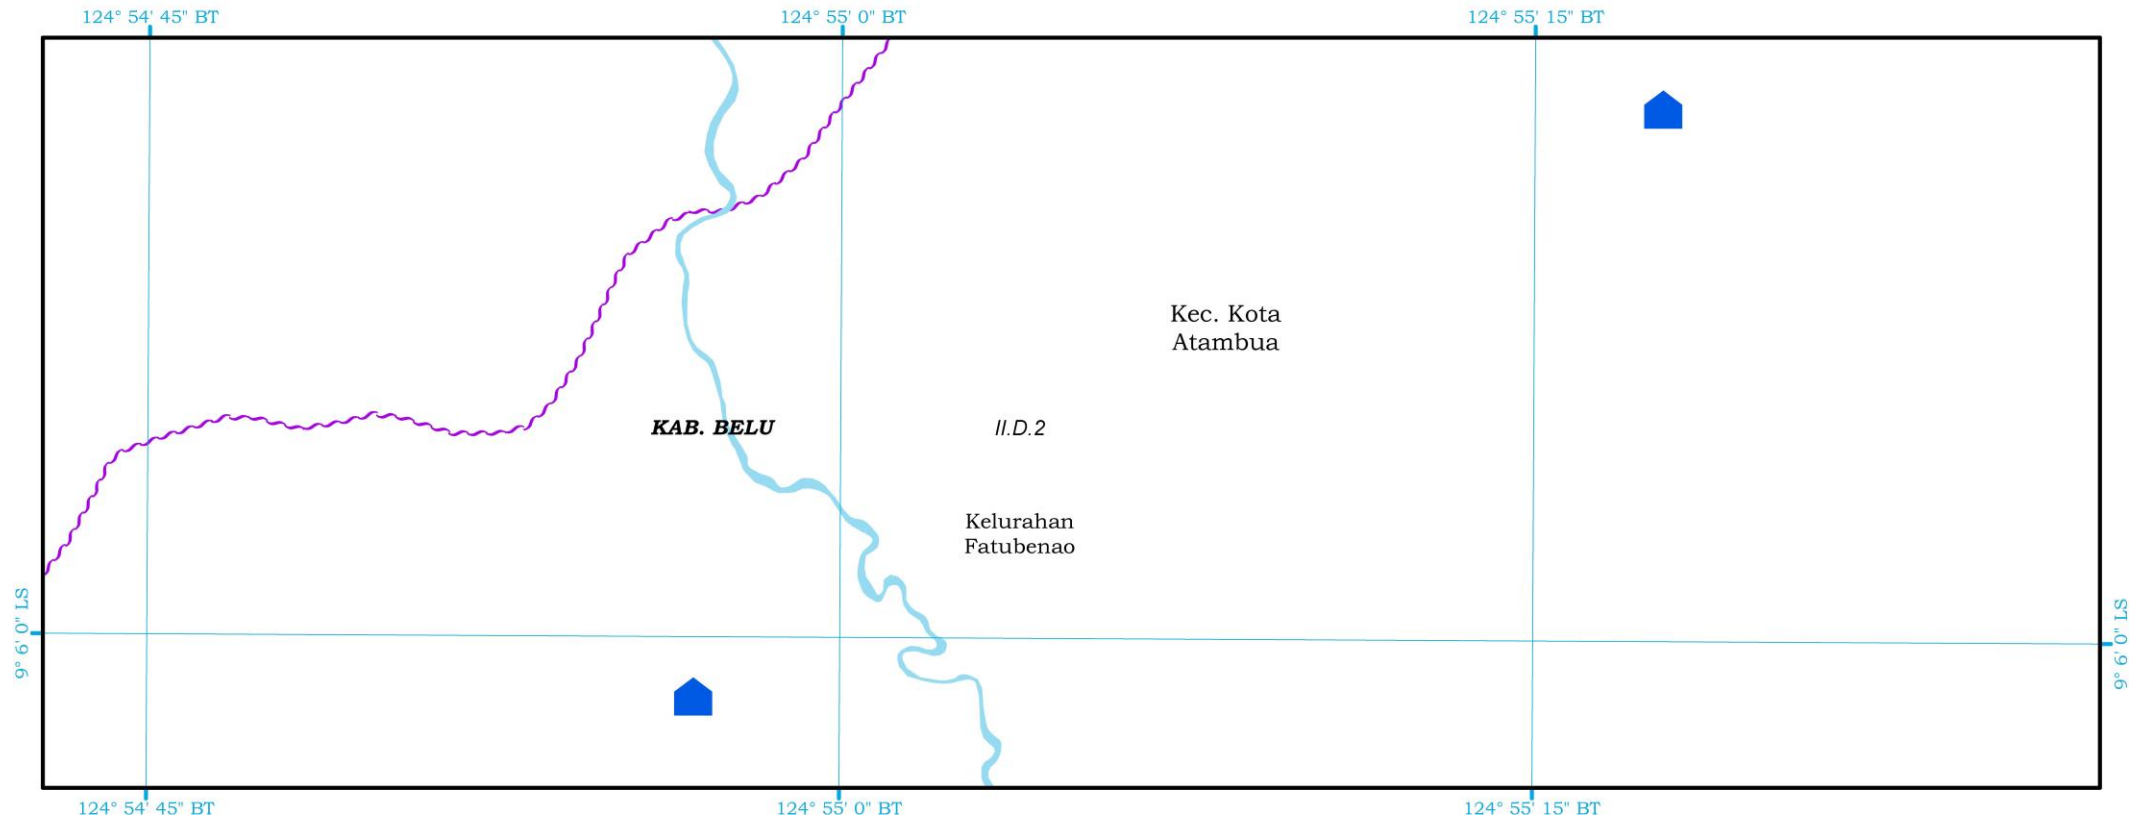 124° 54' 45" BT
124° 55' 0" BT
124° 55' 15" BT
Kec. Kota
Atambua
KAB. BELU
II.D.2
Kelurahan
Fatubenao
9° 6' 0" LS
9° 6' 0" LS
124° 54' 45" BT
124° 55' 0" BT
124° 55' 15" BT